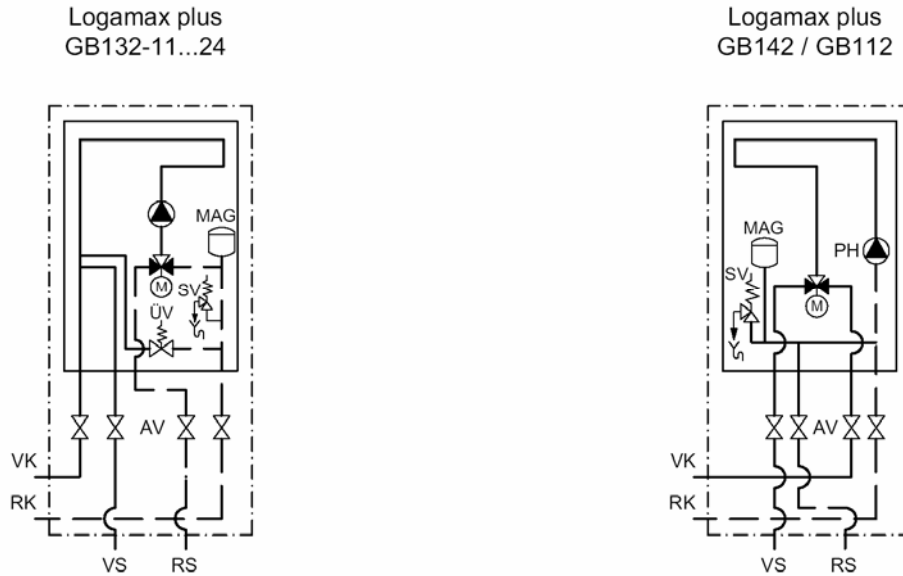 Logamax plus
GB132-11...24
MAG
M
SV
ÜV
AV
VK
RK
VS RS
Logamax plus
GB142 / GB112
MAG
PH
SV
M
AV
VK
RK
VS RS